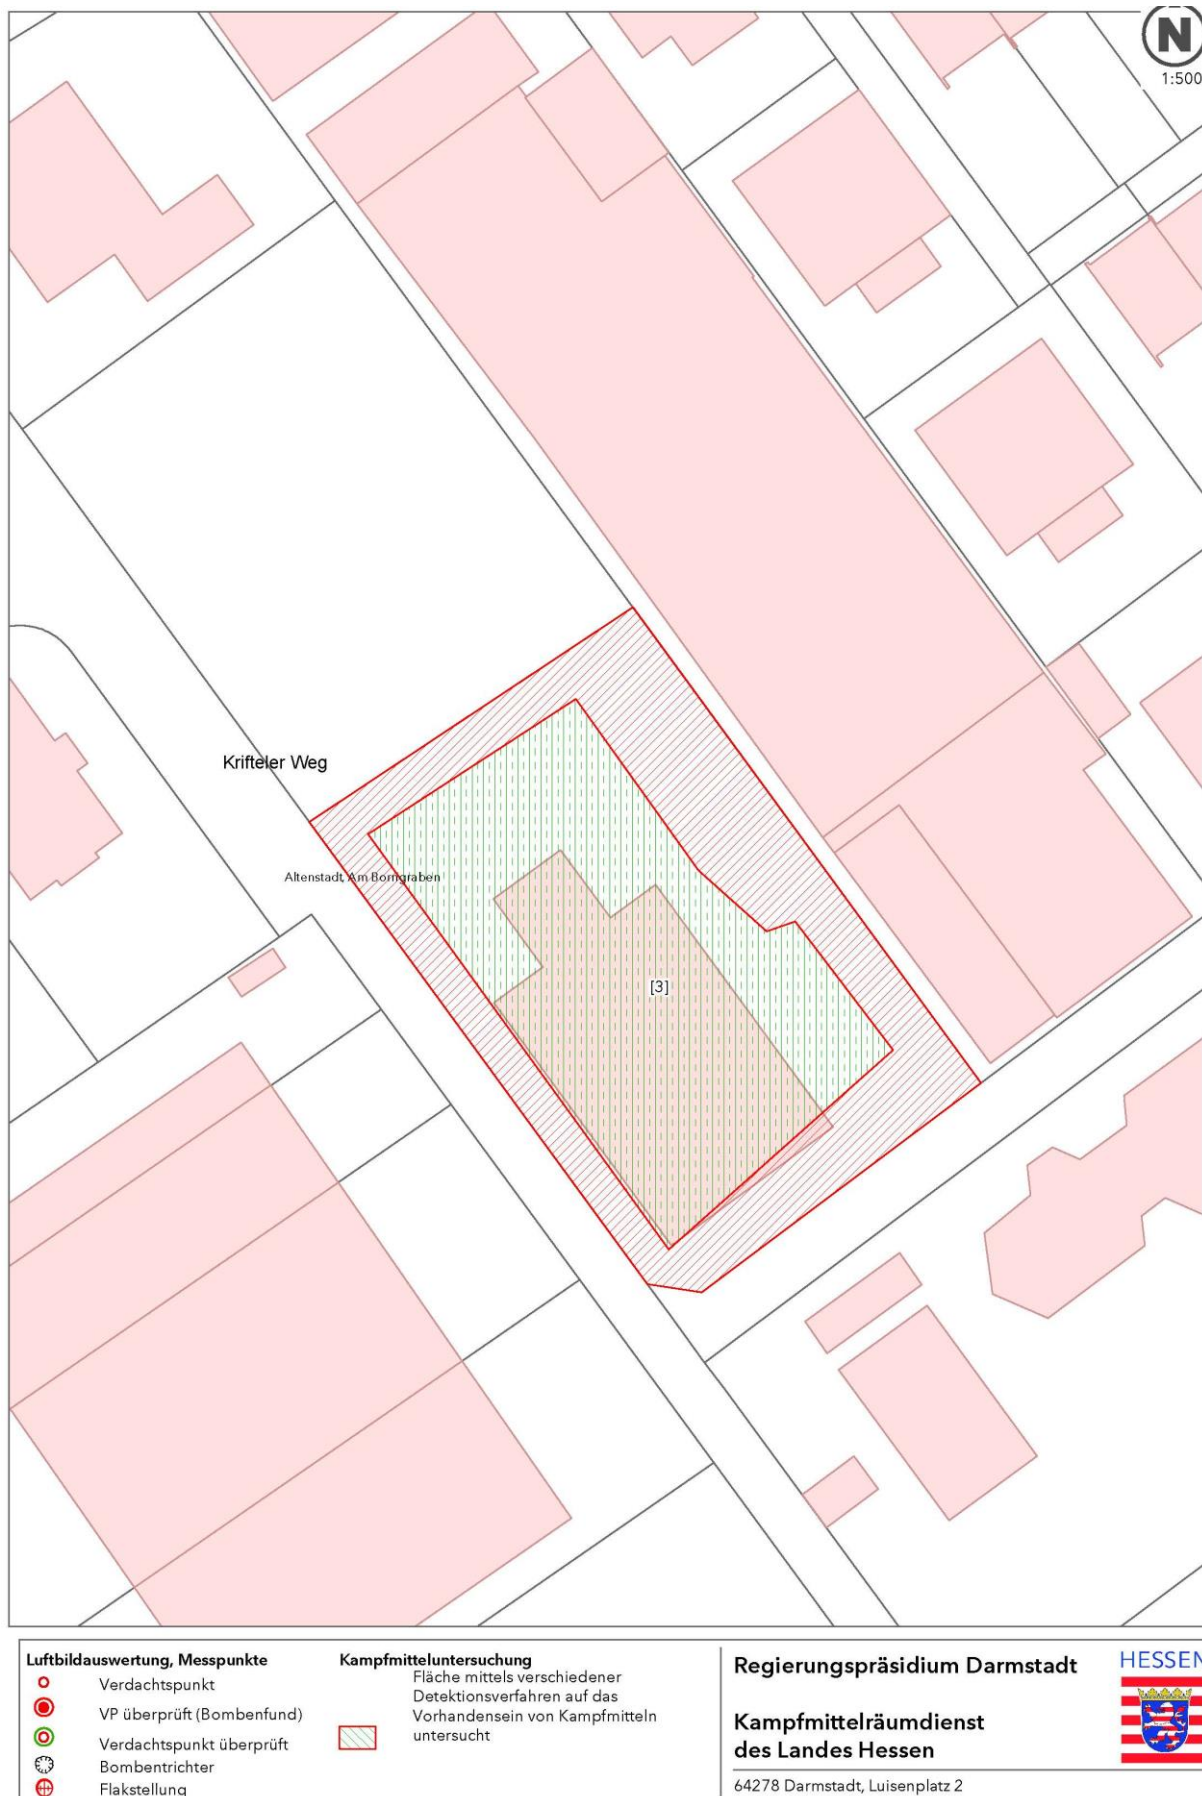 N
1:500
Krifteler Weg
Altenstadt, Am Borngraben
[3]
Luftbildauswertung, Messpunkte
Verdachtspunkt
VP überprüft (Bombenfund)
Verdachtspunkt überprüft
Bombentrichter
Flakstellung
Kampfmitteluntersuchung
Fläche mittels verschiedener
Detektionsverfahren auf das
Vorhandensein von Kampfmitteln
untersucht
Regierungspräsidium Darmstadt
HESSEN
Kampfmittelräumdienst
des Landes Hessen
64278 Darmstadt, Luisenplatz 2